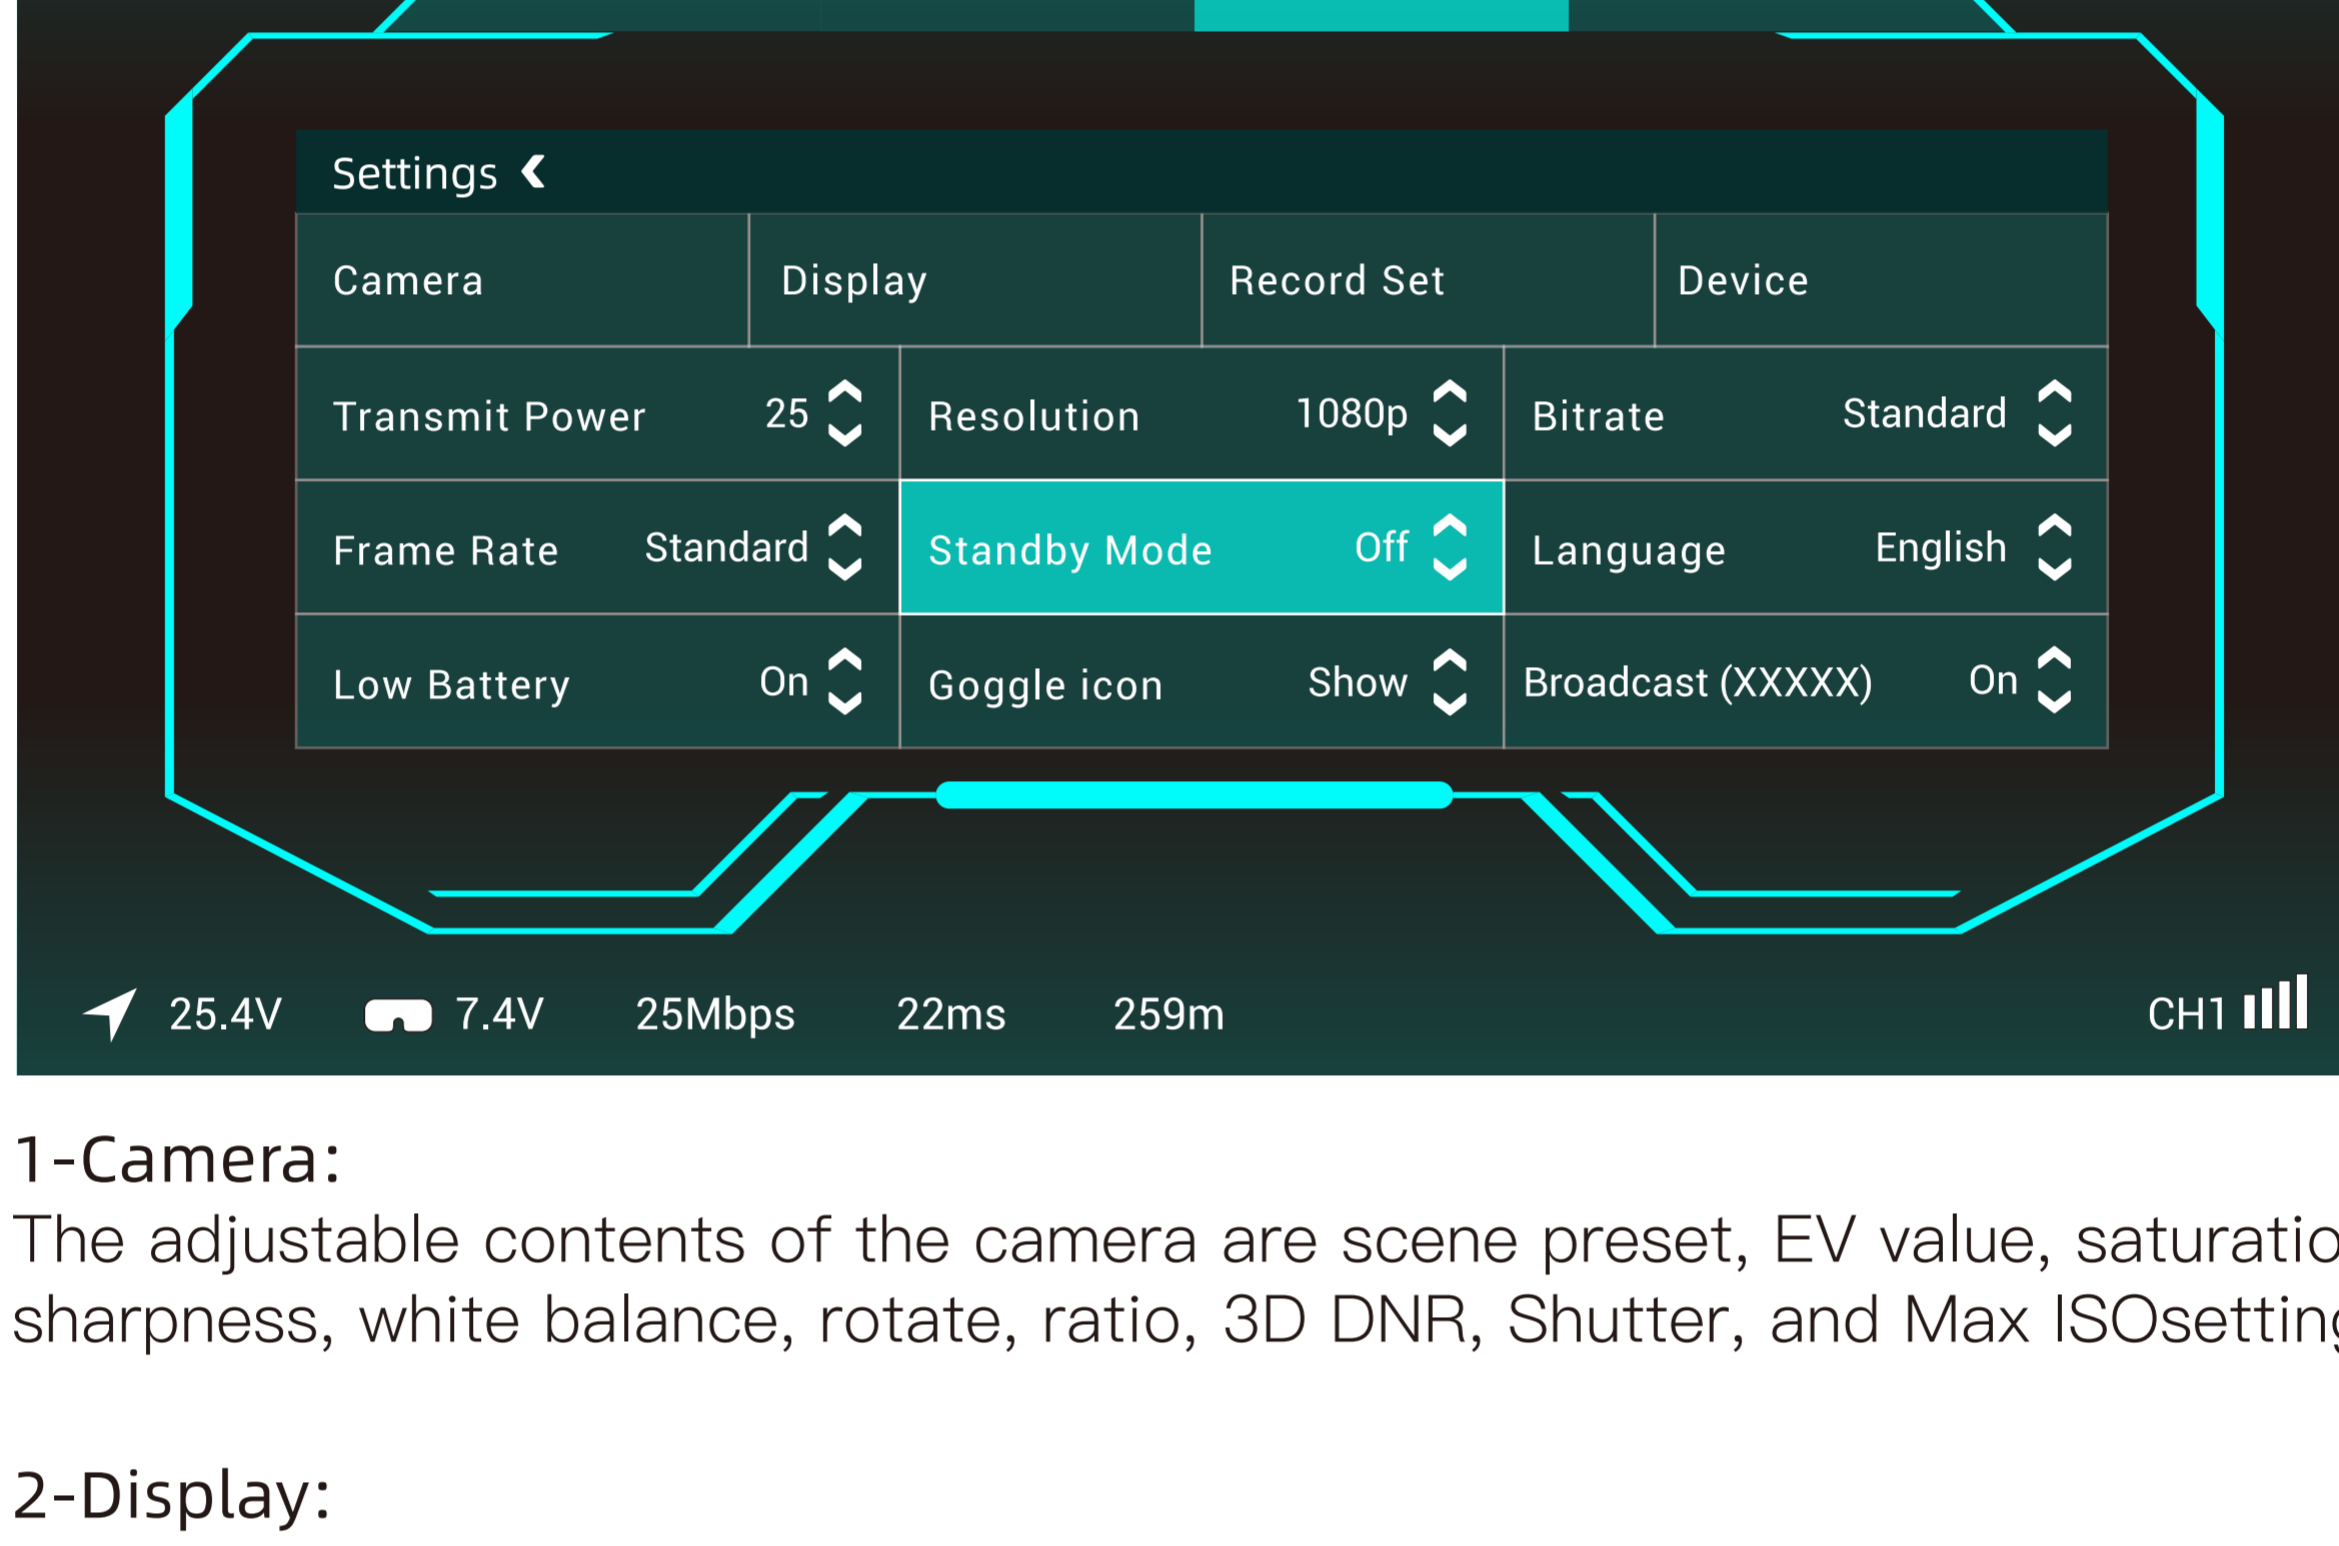 Settings
Camera Display Record Set Device
Transmit Power 25 Resolution 1080p Bitrate Standard
Frame Rate Standard Standby Mode Off Language English
Low Battery On Goggle icon Show Broadcast (XXXXX) On
25.4V 7.4V 25Mbps 22ms 259m CH1
1-Camera:
The adjustable contents of the camera are scene preset, EV value, saturatio
sharpness, white balance, rotate, ratio, 3D DNR, Shutter, and Max ISOsetting
2-Display: